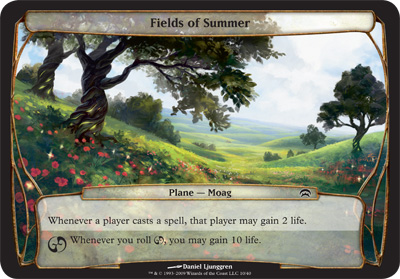 Fields of Summer
Plane — Moag
Whenever a player casts a spell, that player may gain 2 life.
Whenever you roll , you may gain 10 life.
Daniel Ljunggren
™ & © 1993–2009 Wizards of the Coast LLC 10/40